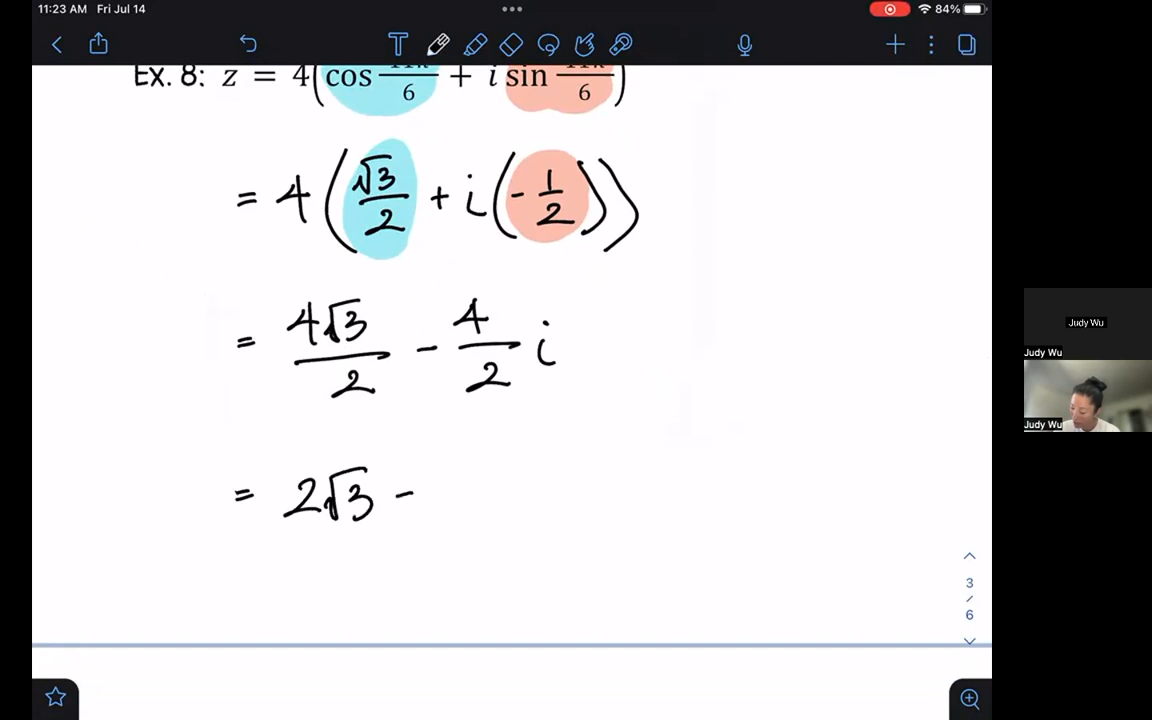 11:23 AM Fri Jul 14
84%
Ex. 8: z = 4(cos 11π/6 + i sin 11π/6)
= 4(√3/2 + i(-1/2))
= 4√3/2 - 4/2 i
= 2√3 -
3
/
6
Judy Wu
Judy Wu
Judy Wu